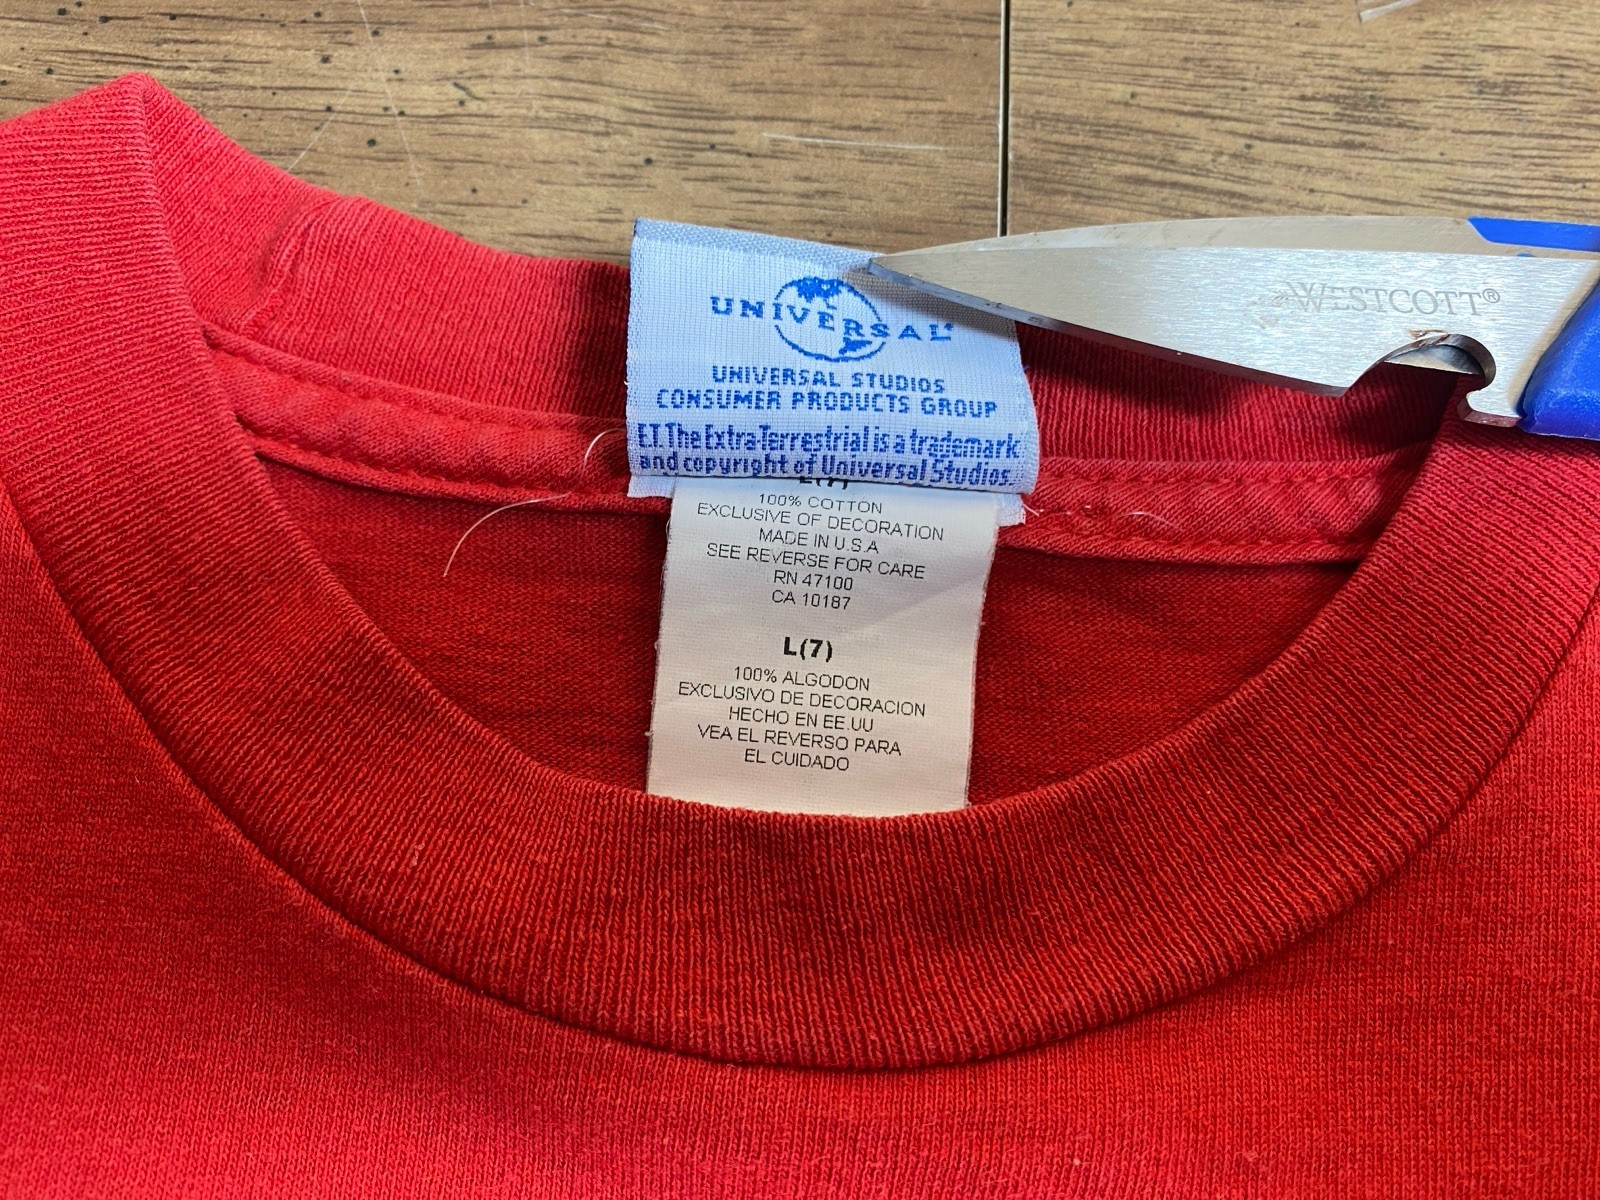 UNIVERSAL
UNIVERSAL STUDIOS
CONSUMER PRODUCTS GROUP
E.T. The Extra-Terrestrial is a trademark
and copyright of Universal Studios.
WESTCOTT®
L(7)
100% COTTON
EXCLUSIVE OF DECORATION
MADE IN U.S.A
SEE REVERSE FOR CARE
RN 47100
CA 10187
L(7)
100% ALGODON
EXCLUSIVO DE DECORACION
HECHO EN EE.UU
VEA EL REVERSO PARA
EL CUIDADO